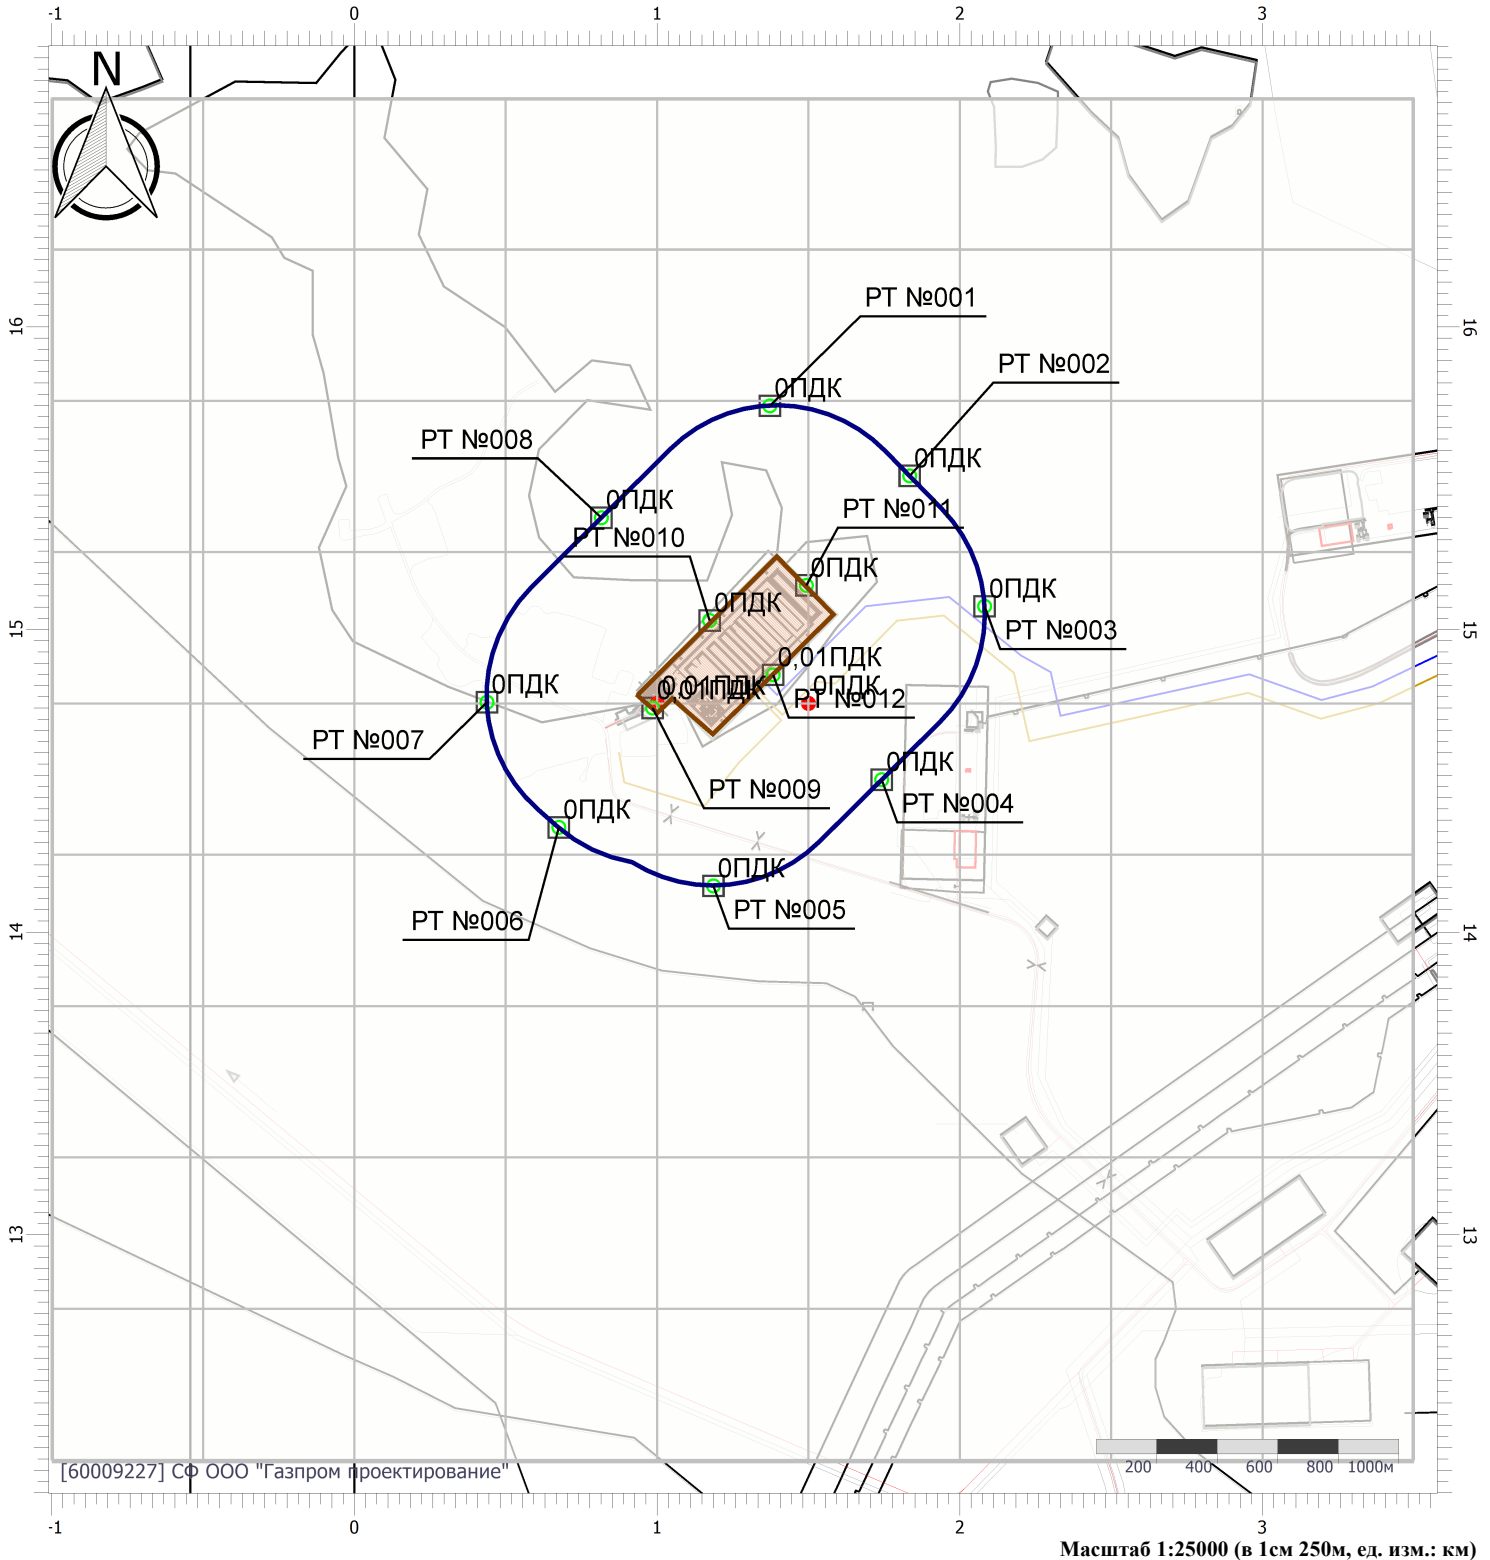 -1 0 1 2 3
N
РТ №001
16 16
РТ №002
0ПДК
РТ №008
0ПДК
0ПДК
РТ №011
РТ №010
0ПДК
0ПДК
0ПДК
15 15
РТ №003
0,01ПДК
0ПДК
0,01ПДК
0,01ПДК
0ПДК
РТ №012
РТ №007
0ПДК
РТ №009
РТ №004
0ПДК
0ПДК
РТ №005
РТ №006
14 14
13 13
200 400 600 800 1000м
[60009227] СФ ООО "Газпром проектирование"
-1 0 1 2 3
Масштаб 1:25000 (в 1см 250м, ед. изм.: км)